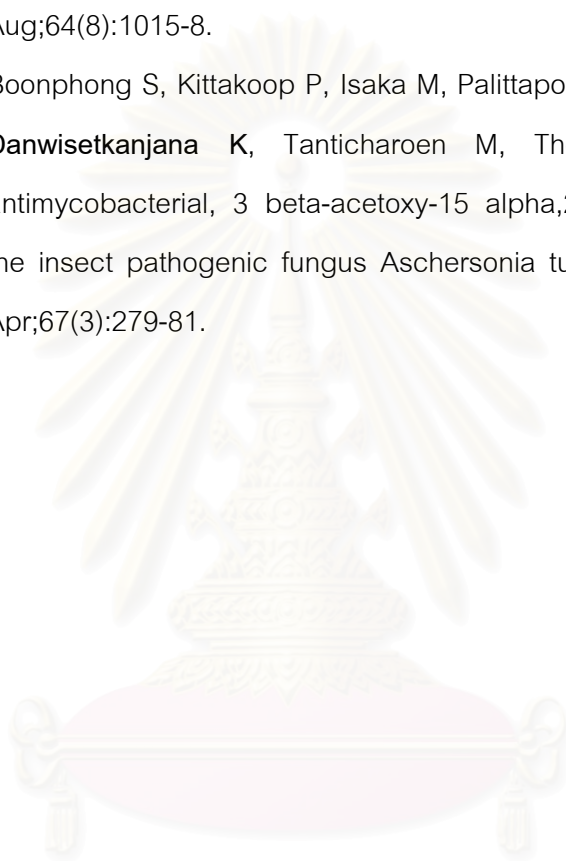 Aug;64(8):1015-8.
Boonphong S, Kittakoop P, Isaka M, Palittapo
Danwisetkanjana K, Tanticharoen M, Th
antimycobacterial, 3 beta-acetoxy-15 alpha,2
the insect pathogenic fungus Aschersonia tu
Apr;67(3):279-81.